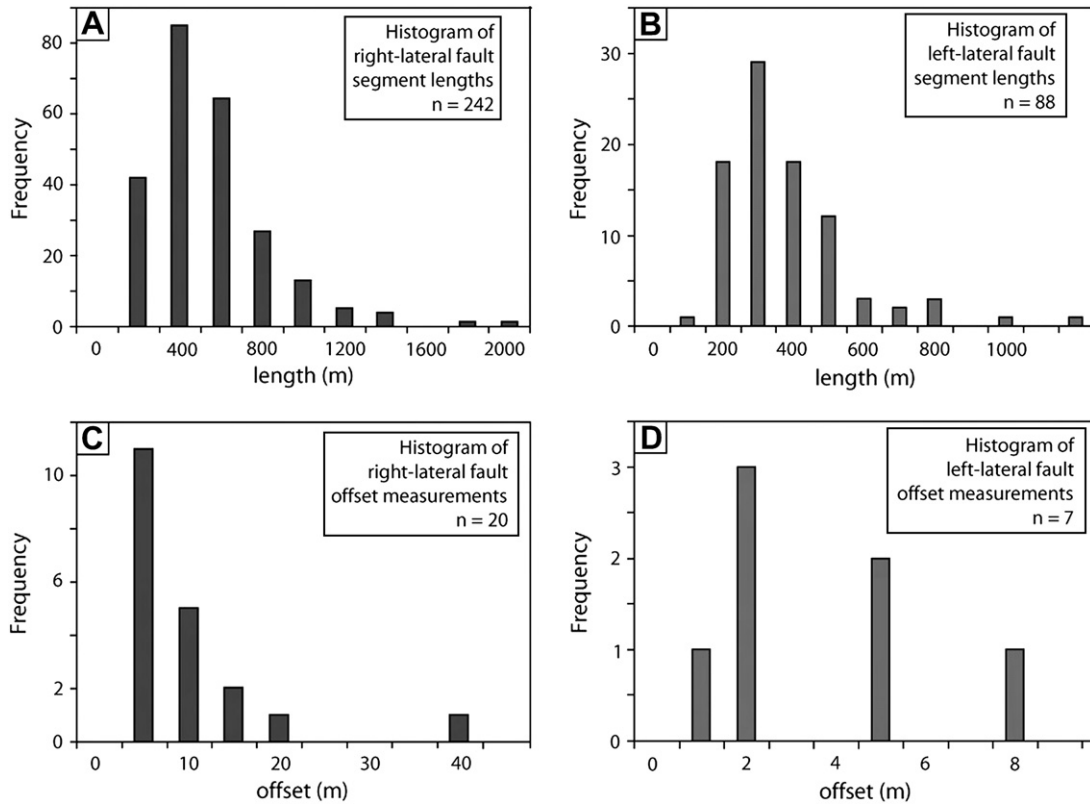 A
Histogram of
right-lateral fault
segment lengths
n = 242
Frequency
80
60
40
20
0
0 400 800 1200 1600 2000
length (m)
B
Histogram of
left-lateral fault
segment lengths
n = 88
Frequency
30
20
10
0
0 200 400 600 800 1000
length (m)
C
Histogram of
right-lateral fault
offset measurements
n = 20
Frequency
10
6
2
0
0 10 20 30 40
offset (m)
D
Histogram of
left-lateral fault
offset measurements
n = 7
Frequency
3
2
1
0
0 2 4 6 8
offset (m)